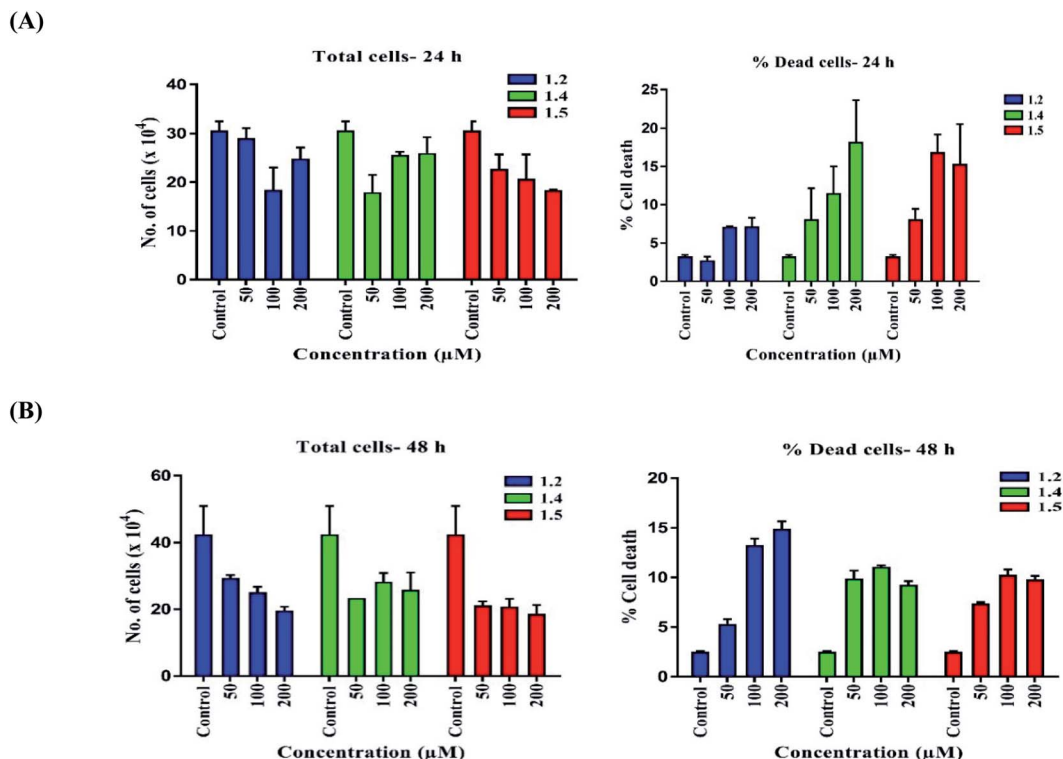 (A)
Total cells- 24 h
1.2
1.4
1.5
No. of cells (x 10⁴)
40
30
20
10
0
Control 50 100 200 Control 50 100 200 Control 50 100 200
Concentration (µM)
% Dead cells- 24 h
1.2
1.4
1.5
% Cell death
25
20
15
10
5
0
Control 50 100 200 Control 50 100 200 Control 50 100 200
Concentration (µM)
(B)
Total cells- 48 h
1.2
1.4
1.5
No. of cells (x 10⁴)
60
40
20
0
Control 50 100 200 Control 50 100 200 Control 50 100 200
Concentration (µM)
% Dead cells- 48 h
1.2
1.4
1.5
% Cell death
20
15
10
5
0
Control 50 100 200 Control 50 100 200 Control 50 100 200
Concentration (µM)